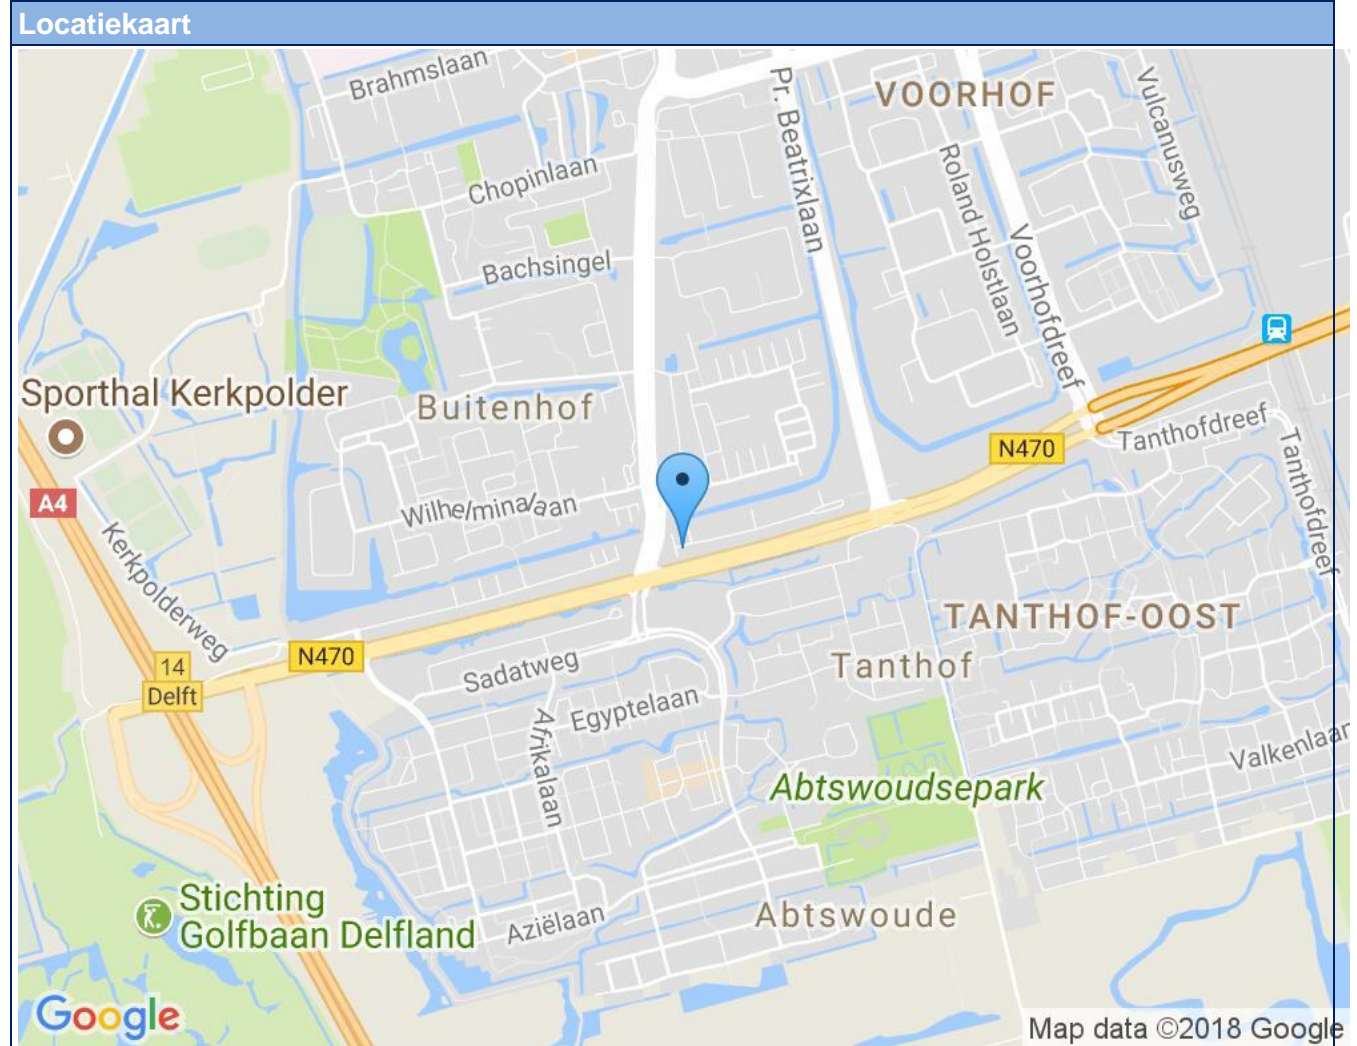 Locatiekaart
Brahmslaan
VOORHOF
Pr. Beatrixlaan
Vulcanusweg
Chopinlaan
Roland Holstlaan
Voorhofdreef
Bachsingel
Sporthal Kerkpolder
Buitenhof
Tanthofdreef
N470
Tanthofdreef
A4
Wilhelminalaan
Kerkpolderweg
TANTHOF-OOST
N470
14
Delft
Sadatweg
Tanthof
Egyptelaan
Afrikalaan
Valkenlaan
Abtswoudsepark
Stichting
Golfbaan Delfland
Aziëlaan
Abtswoude
Google
Map data ©2018 Google